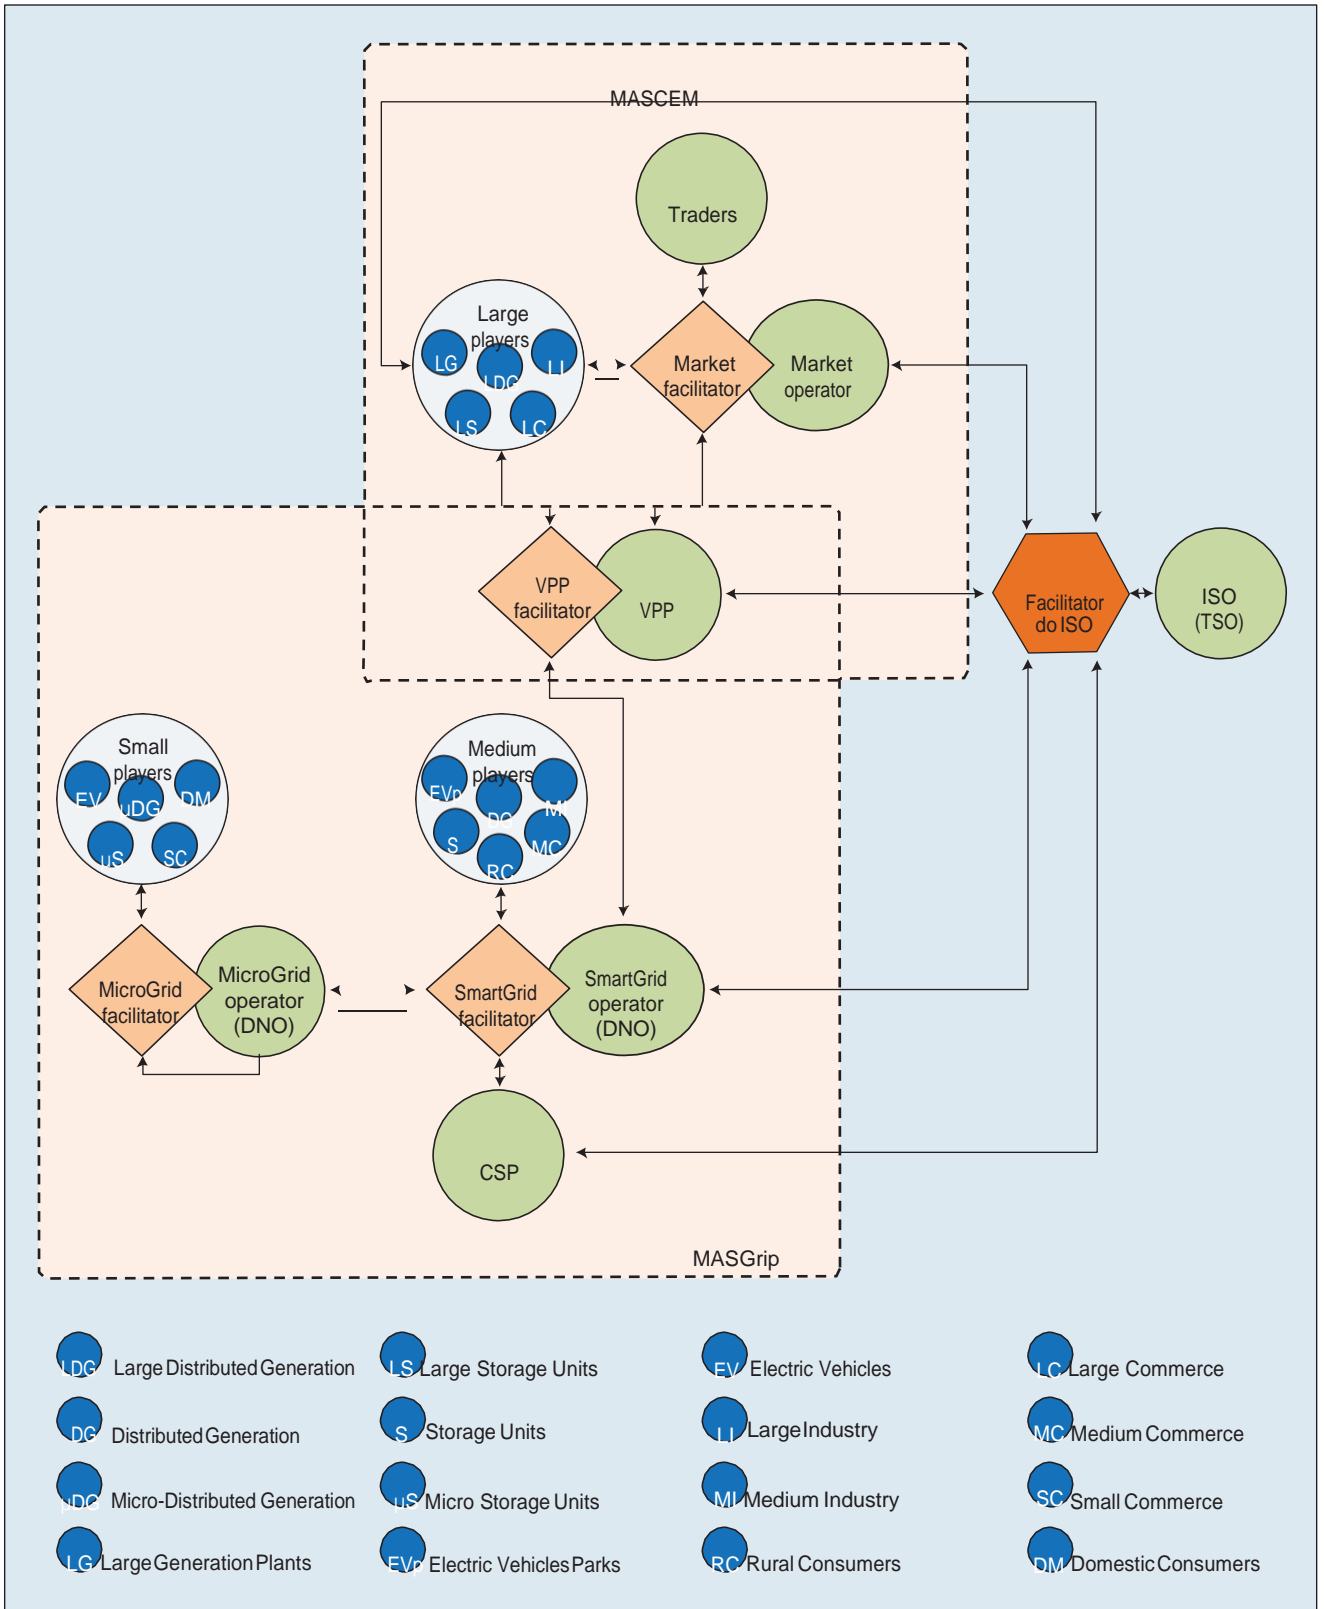 MASCEM
Traders
Large
players
LG
LDG
LI
LS
LC
Market
facilitator
Market
operator
VPP
facilitator
VPP
Facilitator
do ISO
ISO
(TSO)
Small
players
EV
µDG
DM
µS
SC
Medium
players
EVp
DG
MI
S
RC
MC
MicroGrid
facilitator
MicroGrid
operator
(DNO)
SmartGrid
facilitator
SmartGrid
operator
(DNO)
CSP
MASGrip
LDG Large Distributed Generation
LS Large Storage Units
EV Electric Vehicles
LC Large Commerce
DG Distributed Generation
S Storage Units
LI Large Industry
MC Medium Commerce
µDG Micro-Distributed Generation
µS Micro Storage Units
MI Medium Industry
SC Small Commerce
LG Large Generation Plants
EVp Electric Vehicles Parks
RC Rural Consumers
DM Domestic Consumers